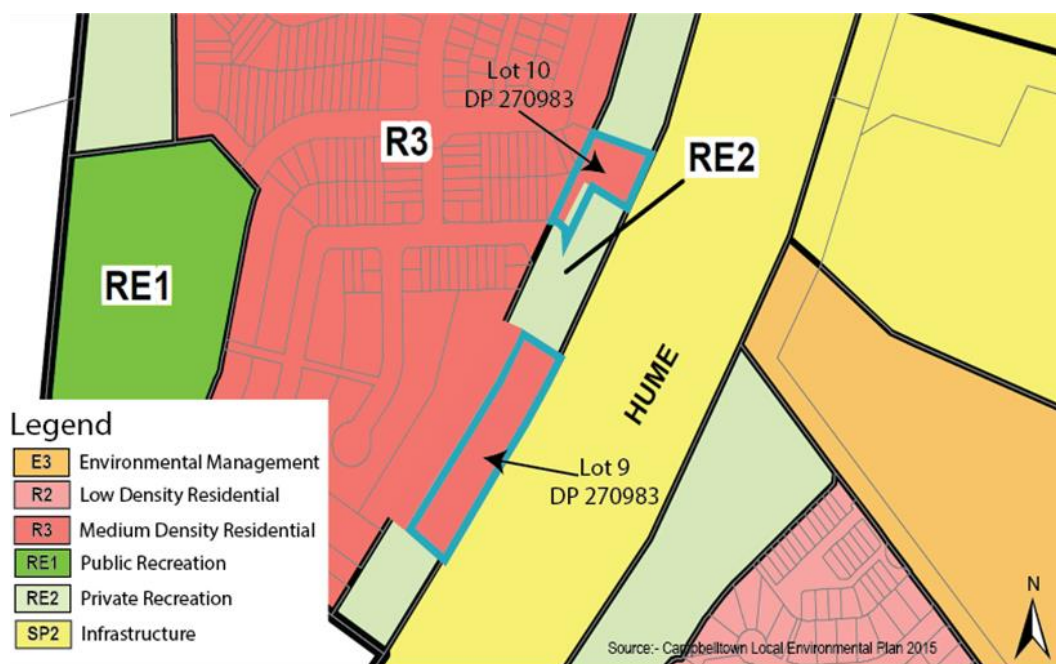 Lot 10
DP 270983
R3
RE2
RE1
HUME
Lot 9
DP 270983
Legend
E3 Environmental Management
R2 Low Density Residential
R3 Medium Density Residential
RE1 Public Recreation
RE2 Private Recreation
SP2 Infrastructure
N
Source:- Campbelltown Local Environmental Plan 2015